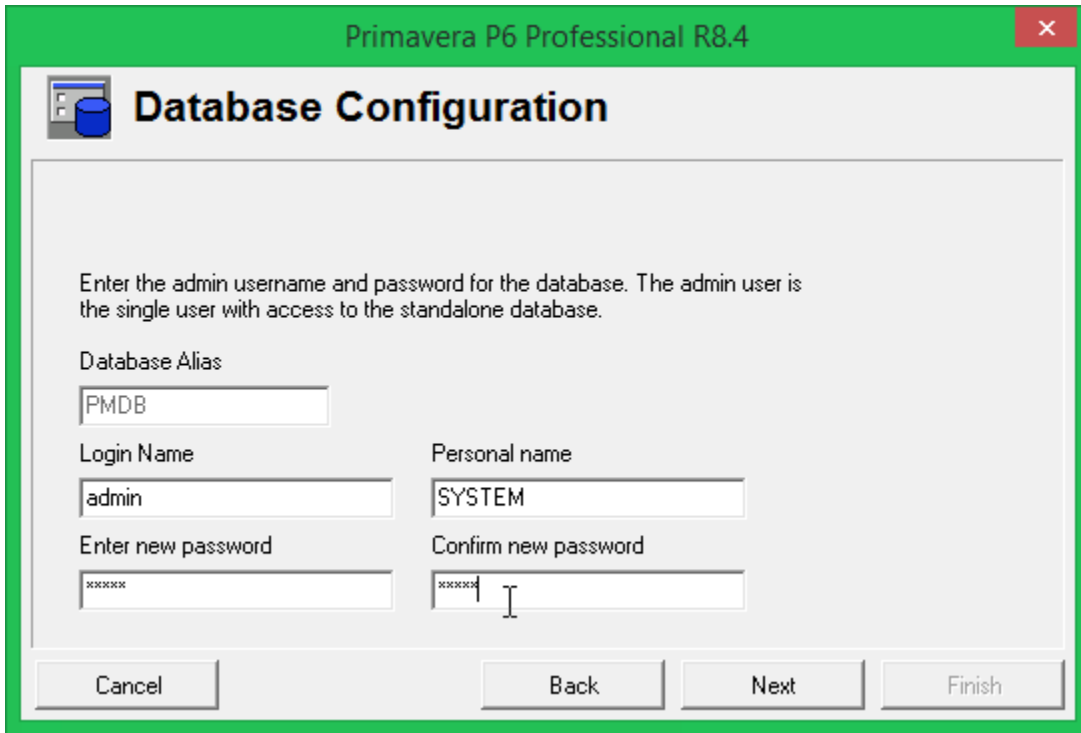 Primavera P6 Professional R8.4
Database Configuration
Enter the admin username and password for the database. The admin user is
the single user with access to the standalone database.
Database Alias
PMDB
Login Name
Personal name
admin
SYSTEM
Enter new password
Confirm new password
*****
*****
Cancel
Back
Next
Finish